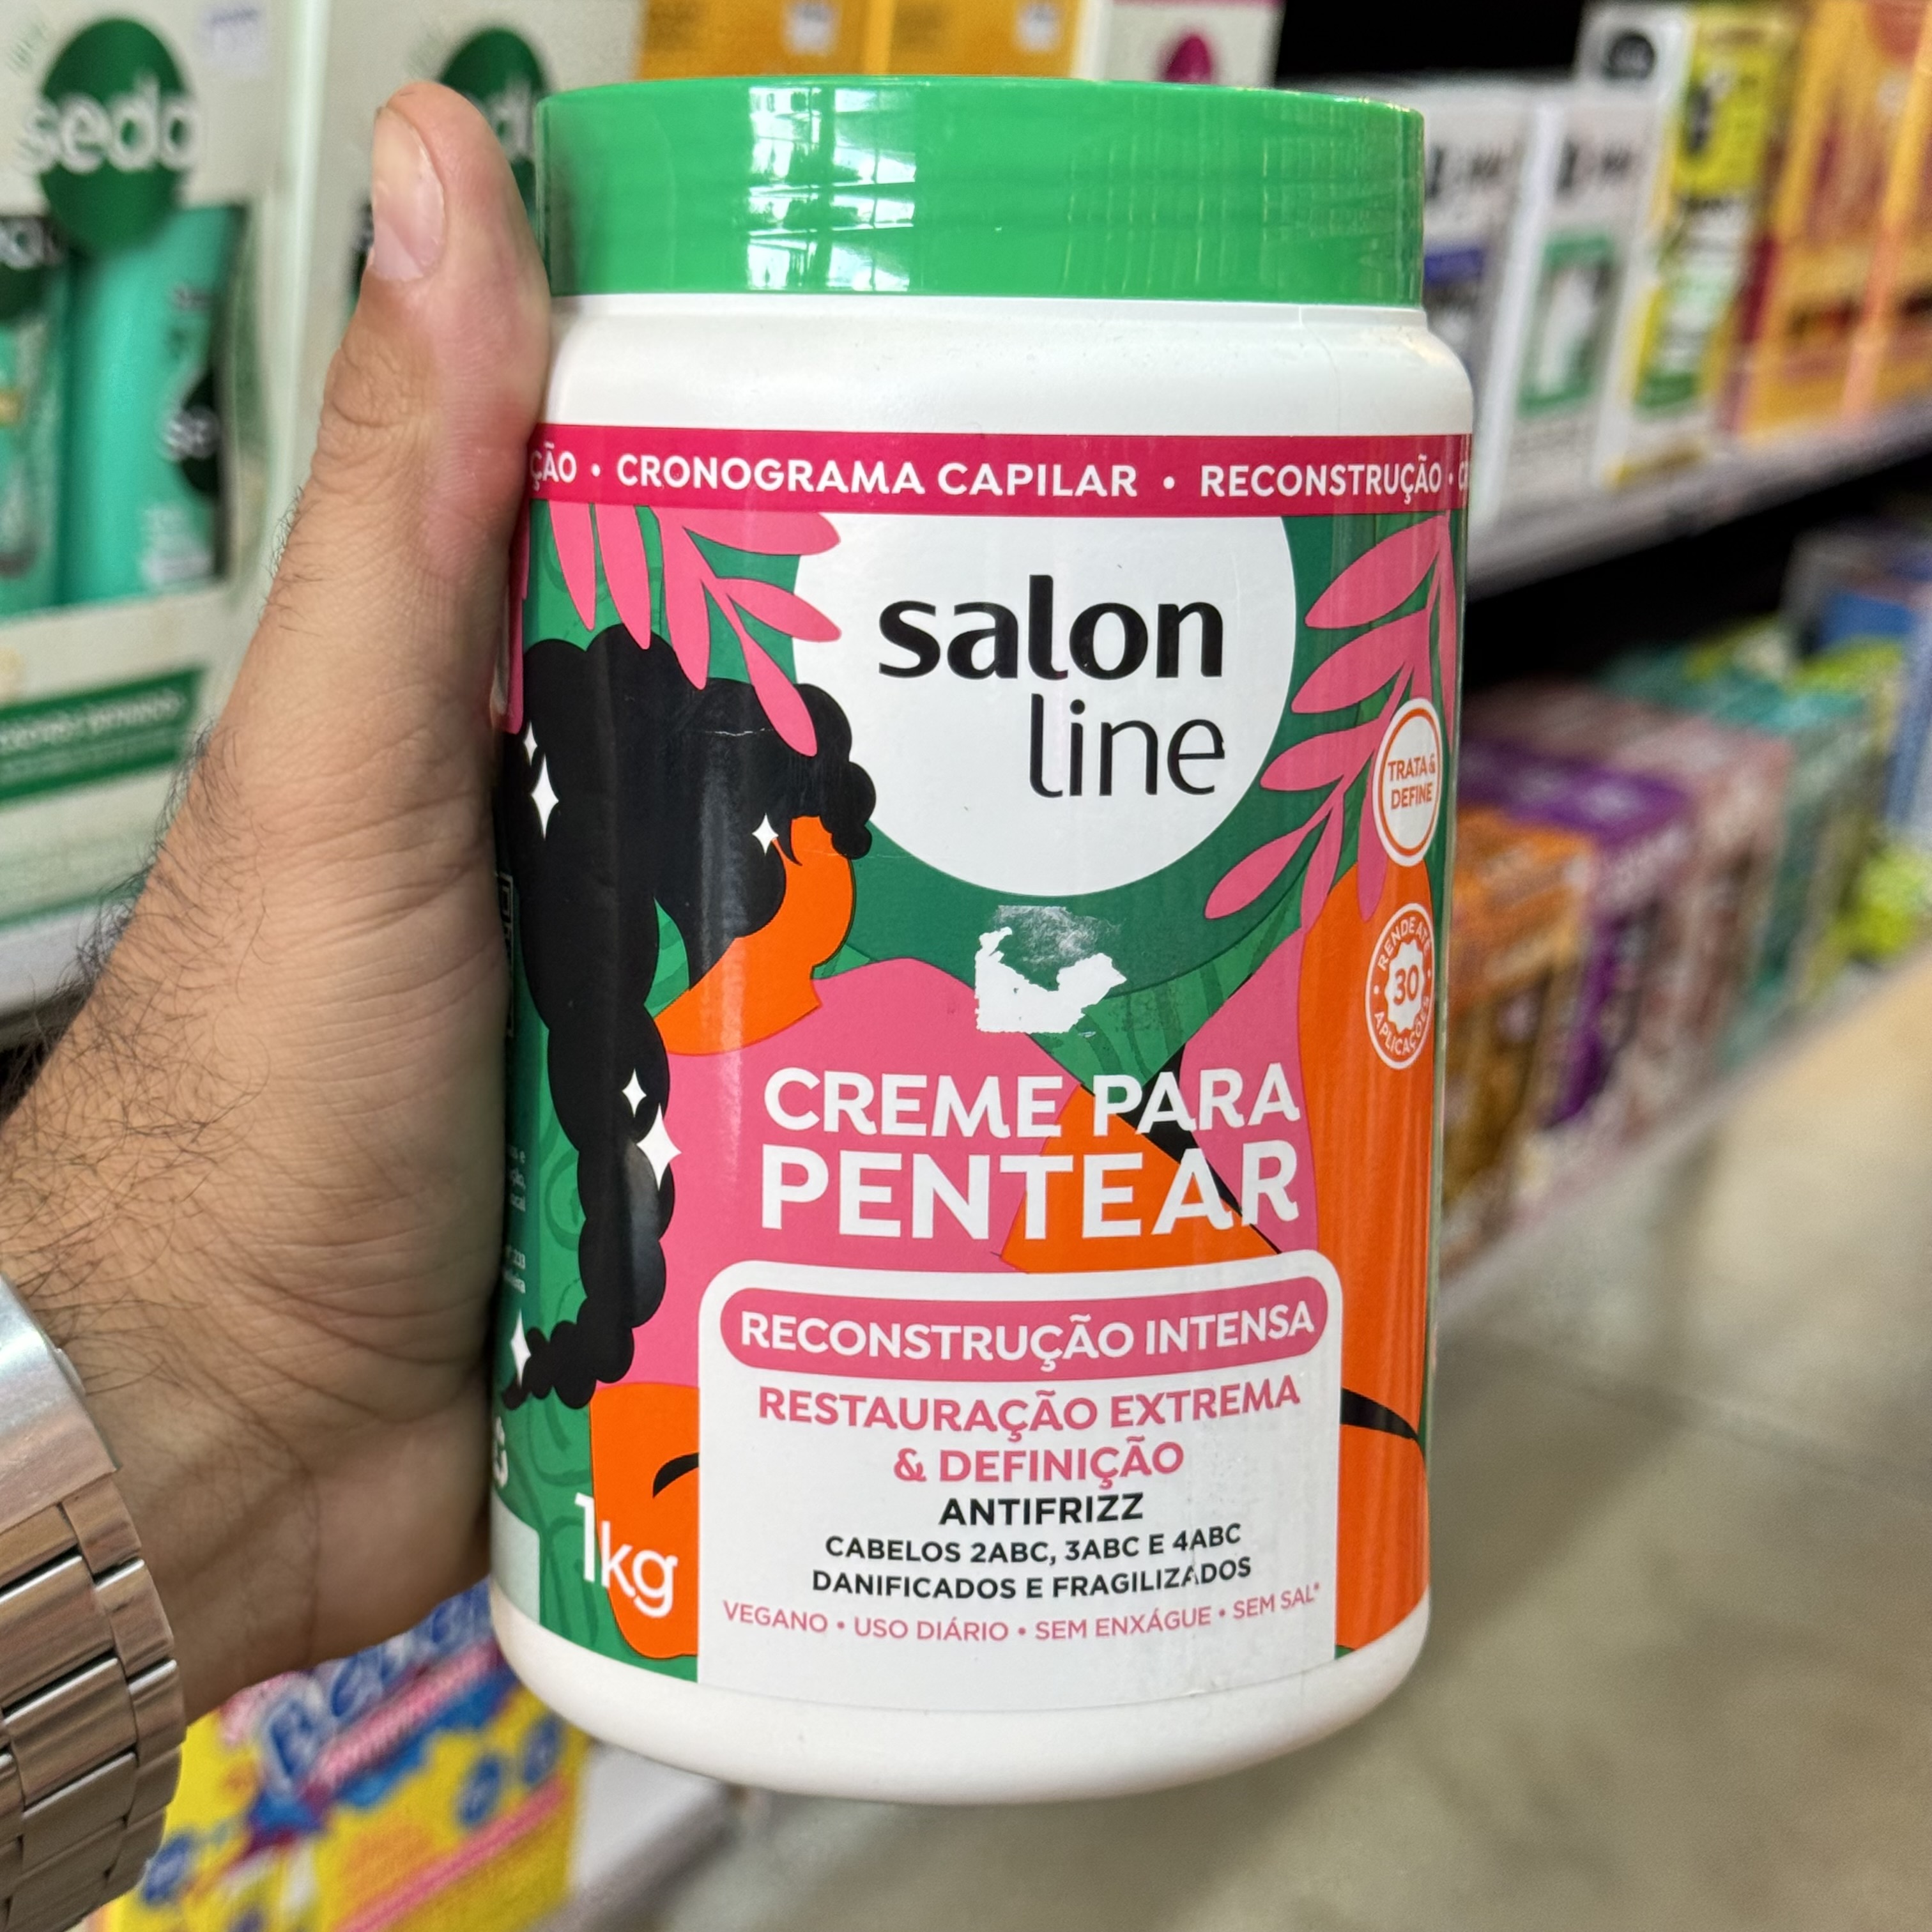 seda
ÇÃO • CRONOGRAMA CAPILAR • RECONSTRUÇÃO •
salon
line
TRATA &
DEFINE
RENDE ATÉ
30
APLICAÇÕES
CREME PARA
PENTEAR
RECONSTRUÇÃO INTENSA
RESTAURAÇÃO EXTREMA
& DEFINIÇÃO
ANTIFRIZZ
CABELOS 2ABC, 3ABC E 4ABC
DANIFICADOS E FRAGILIZADOS
VEGANO • USO DIÁRIO • SEM ENXÁGUE • SEM SAL*
1kg